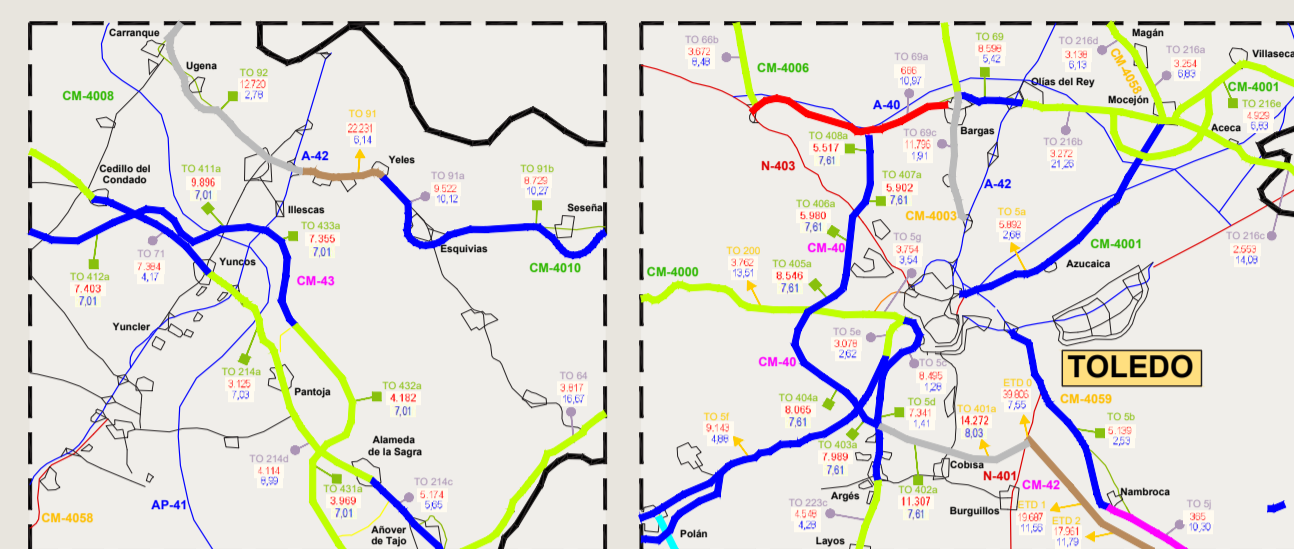 Carranque
Ugena
TO 92
12.720
2,78
CM-4008
TO 91
22.231
6,14
A-42
Yeles
Cedillo del
Condado
TO 411a
9.896
7,01
TO 91a
9.522
10,12
TO 91b
8.729
10,27
Illescas
Seseña
TO 433a
7.355
7,01
TO 71
7.384
4,17
Esquivias
CM-4010
TO 412a
7.403
7,01
Yuncos
CM-43
Yuncler
TO 214a
3.125
7,03
Pantoja
TO 432a
4.182
7,01
TO 64
3.817
16,67
TO 214d
4.114
8,99
Alameda
de la Sagra
TO 431a
3.969
7,01
TO 214c
5.174
5,65
AP-41
CM-4058
Añover
de Tajo
TO 66b
3.672
8,48
CM-4006
TO 69a
666
10,97
TO 69
8.598
5,42
TO 216d
3.138
6,13
Magán
CM-4058
TO 216a
3.254
6,83
Villaseca
Olías del Rey
CM-4001
Mocejón
TO 216e
4.929
6,83
A-40
TO 408a
5.517
7,61
TO 69c
11.795
1,91
Bargas
TO 216b
3.272
21,26
Aceca
N-403
TO 407a
5.902
7,61
A-42
TO 406a
5.980
7,61
CM-4003
CM-40
TO 5a
5.892
2,68
TO 216c
2.553
14,08
TO 5g
3.754
3,54
CM-4001
TO 200
3.762
13,51
TO 405a
8.546
7,61
Azucaica
CM-4000
TO 5e
3.078
2,62
CM-40
TO 5c
8.495
1,28
TOLEDO
TO 404a
8.065
7,61
TO 5d
7.341
1,41
ETD 0
39.806
7,55
CM-4059
TO 401a
14.272
8,03
TO 5b
5.139
2,53
TO 5f
9.143
4,88
TO 403a
7.989
7,61
Cobisa
N-401
CM-42
Argés
TO 402a
11.307
7,61
Burguillos
ETD 1
19.687
11,66
ETD 2
17.951
11,79
Nambroca
TO 5j
365
10,30
TO 223c
4.548
4,28
Polán
Layos